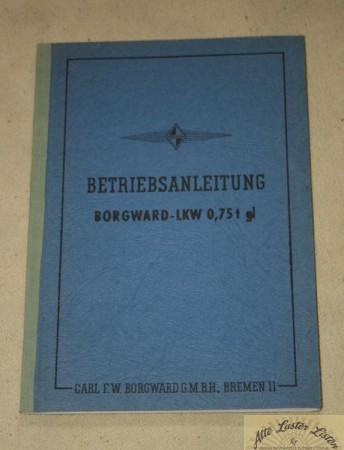 BETRIEBSANLEITUNG
BORGWARD-LKW 0,75 t gl
CARL F. W. BORGWARD G.M.B.H., BREMEN 11
Alte Laster Listen